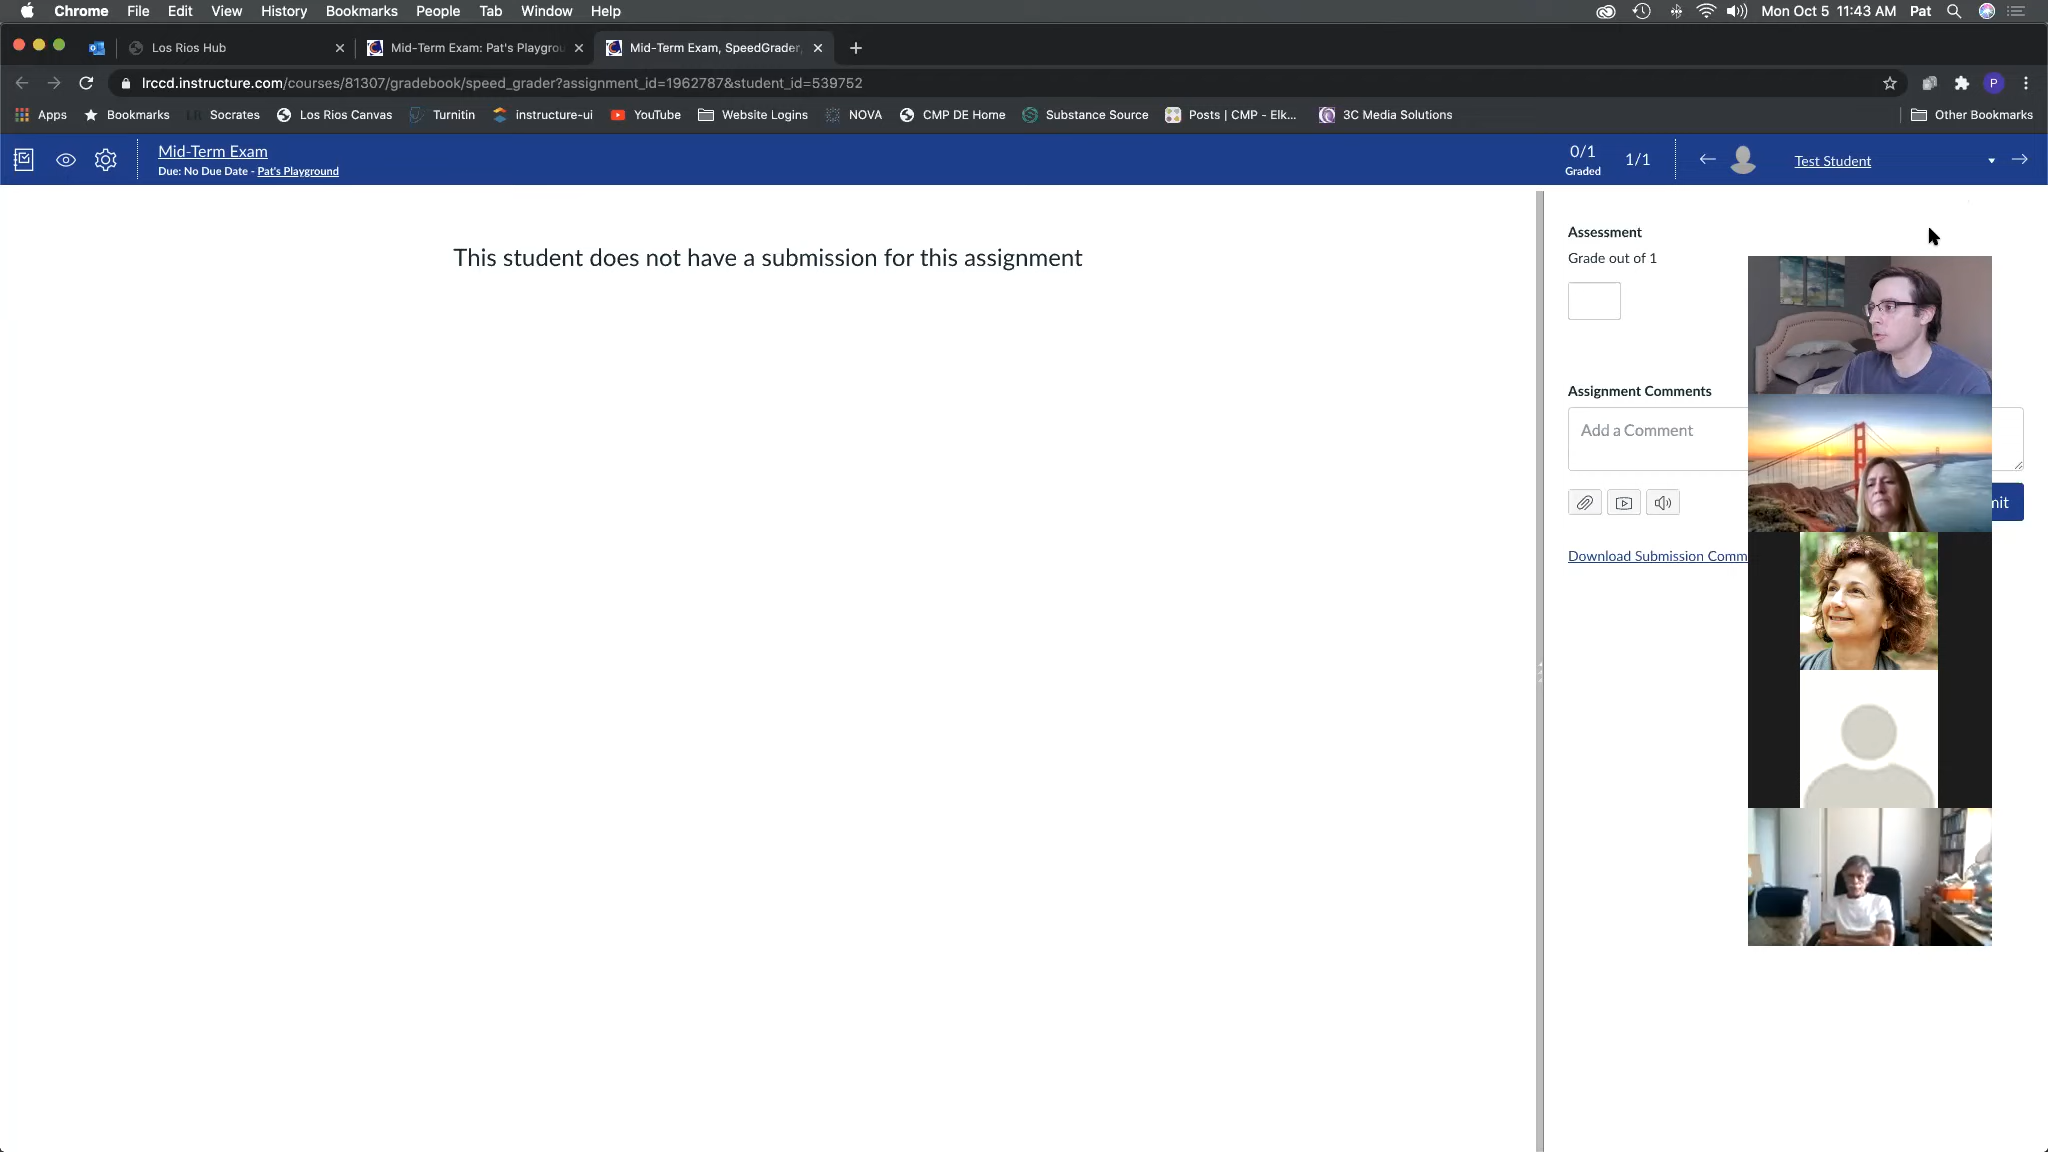 Chrome File Edit View History Bookmarks People Tab Window Help Mon Oct 5 11:43 AM Pat
Los Rios Hub Mid-Term Exam: Pat's Playgrou Mid-Term Exam, SpeedGrader,
lrccd.instructure.com/courses/81307/gradebook/speed_grader?assignment_id=1962787&student_id=539752 P
Apps Bookmarks LR Socrates Los Rios Canvas Turnitin instructure-ui YouTube Website Logins NOVA CMP DE Home Substance Source Posts | CMP - Elk... 3C Media Solutions Other Bookmarks
Mid-Term Exam 0/1 1/1 Test Student
Due: No Due Date - Pat's Playground Graded
This student does not have a submission for this assignment
Assessment
Grade out of 1
Assignment Comments
Add a Comment
mit
Download Submission Comm